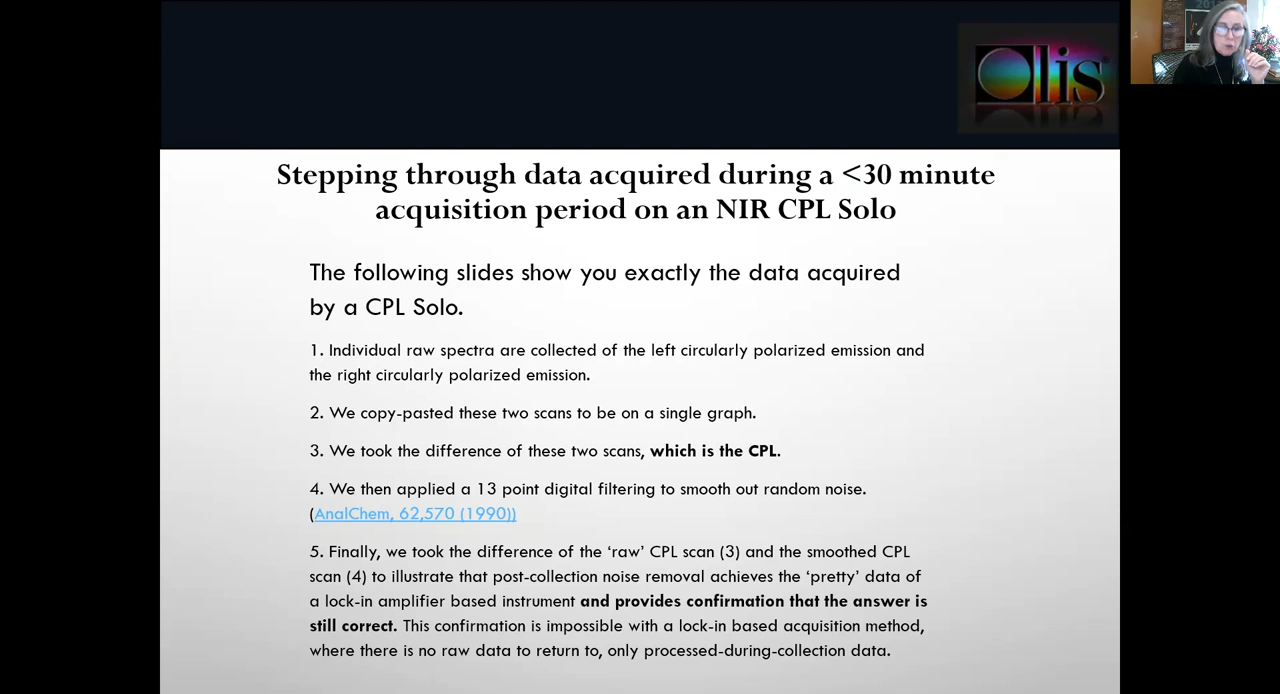 Olis
Stepping through data acquired during a <30 minute
acquisition period on an NIR CPL Solo
The following slides show you exactly the data acquired
by a CPL Solo.
1. Individual raw spectra are collected of the left circularly polarized emission and
the right circularly polarized emission.
2. We copy-pasted these two scans to be on a single graph.
3. We took the difference of these two scans, which is the CPL.
4. We then applied a 13 point digital filtering to smooth out random noise.
(AnalChem, 62,570 (1990))
5. Finally, we took the difference of the ‘raw’ CPL scan (3) and the smoothed CPL
scan (4) to illustrate that post-collection noise removal achieves the ‘pretty’ data of
a lock-in amplifier based instrument and provides confirmation that the answer is
still correct. This confirmation is impossible with a lock-in based acquisition method,
where there is no raw data to return to, only processed-during-collection data.